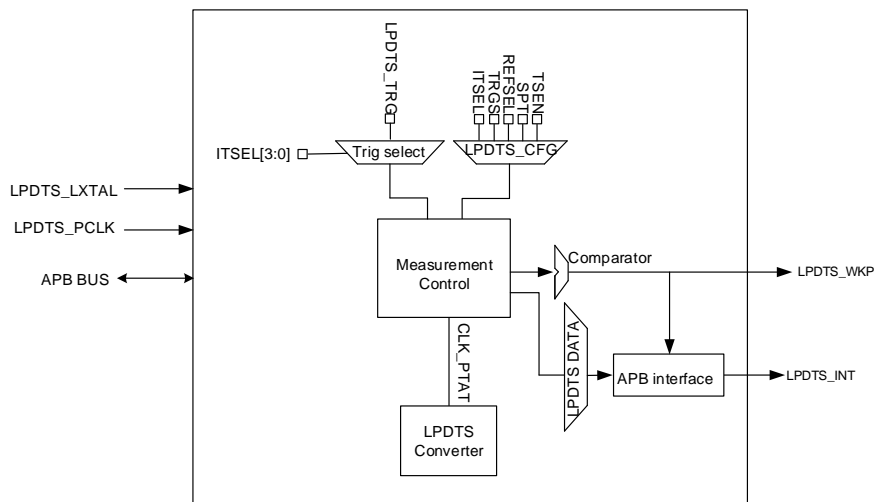 LPDTS_TRG
ITSEL
TRGS
REFSEL
SPT
TSEN
ITSEL[3:0]
Trig select
LPDTS_CFG
LPDTS_LXTAL
LPDTS_PCLK
APB BUS
Measurement
Control
Comparator
LPDTS_WKP
CLK_PTAT
LPDTS DATA
APB interface
LPDTS_INT
LPDTS
Converter